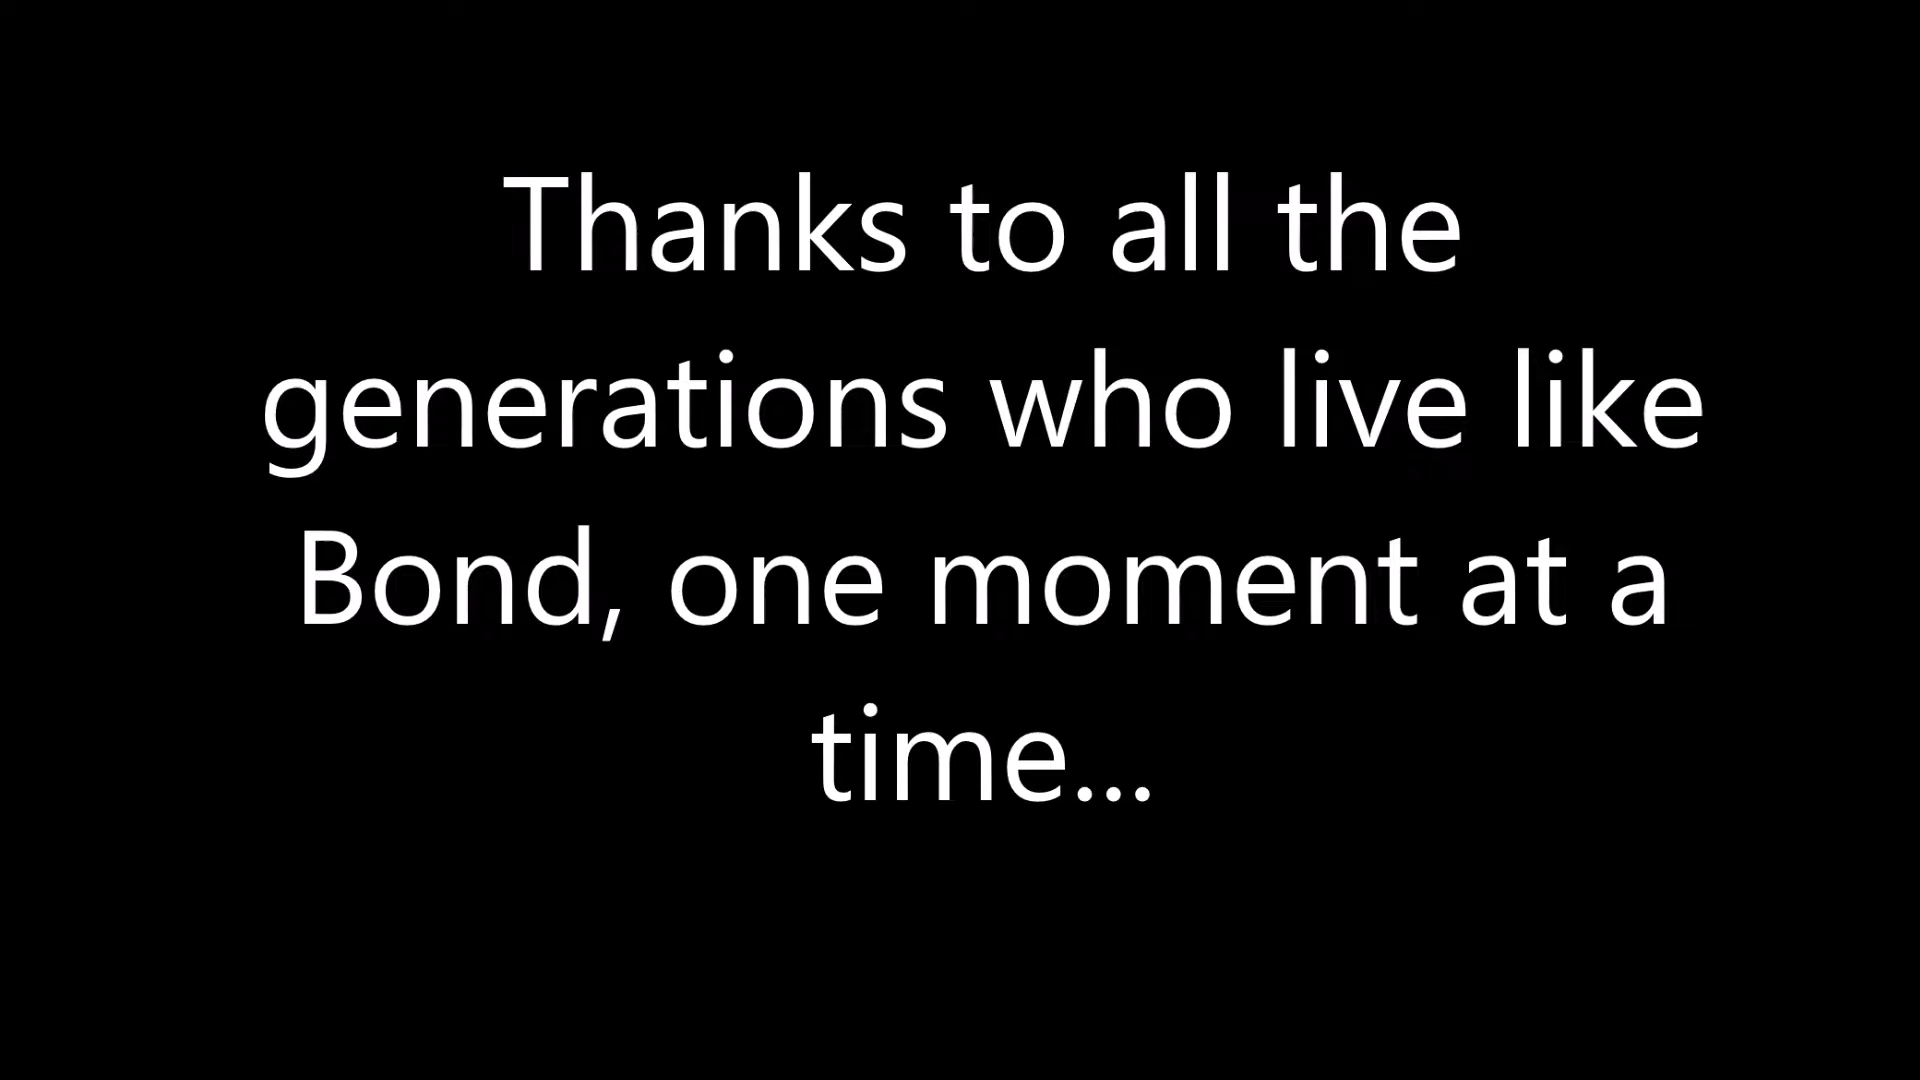 Thanks to all the
generations who live like
Bond, one moment at a
time...